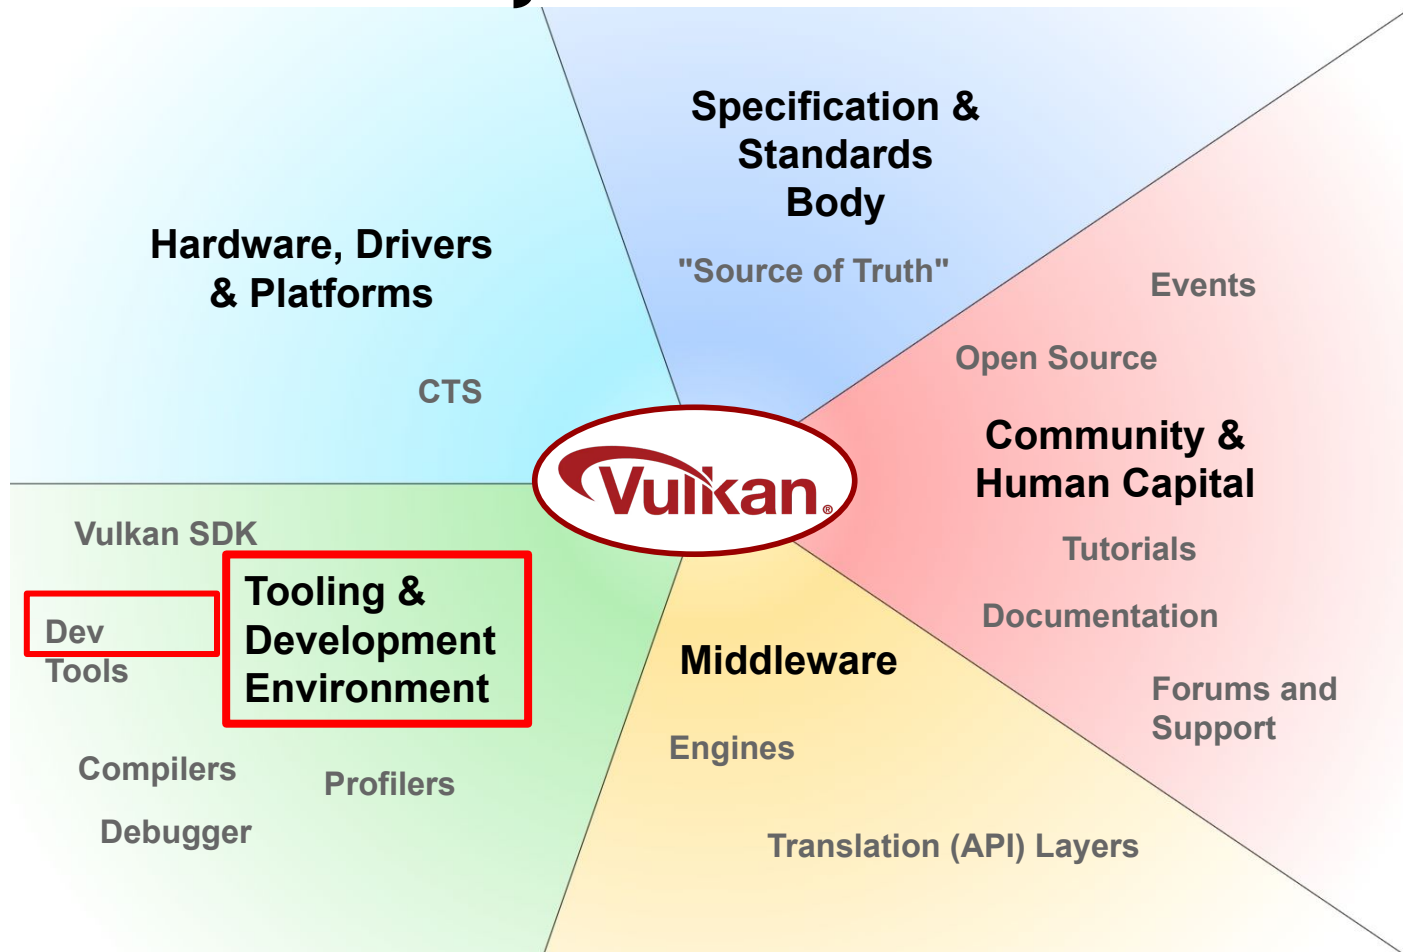 Specification &
Standards
Body
"Source of Truth"
Hardware, Drivers
& Platforms
CTS
Events
Open Source
Community &
Human Capital
Tutorials
Documentation
Forums and
Support
Vulkan®
Vulkan SDK
Tooling &
Development
Environment
Dev
Tools
Compilers
Profilers
Debugger
Middleware
Engines
Translation (API) Layers